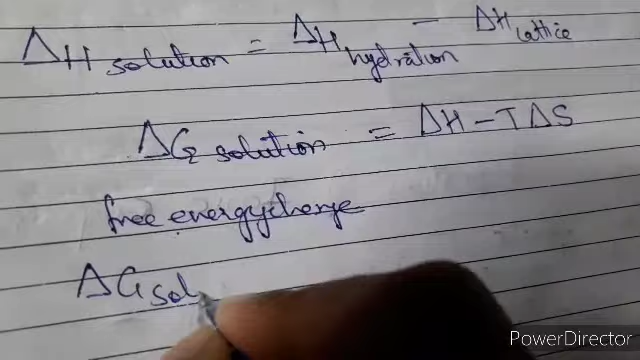 ΔH solution = ΔH hydration - ΔH lattice
ΔG solution = ΔH - TΔS
free energy change
ΔG sol
PowerDirector